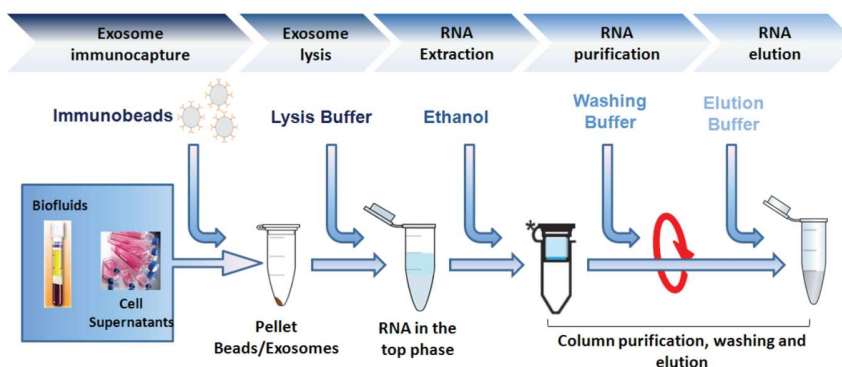 Exosome
immunocapture
Exosome
lysis
RNA
Extraction
RNA
purification
RNA
elution
Immunobeads
Lysis Buffer
Ethanol
Washing
Buffer
Elution
Buffer
Biofluids
Cell
Supernatants
*
Pellet
Beads/Exosomes
RNA in the
top phase
Column purification, washing and
elution